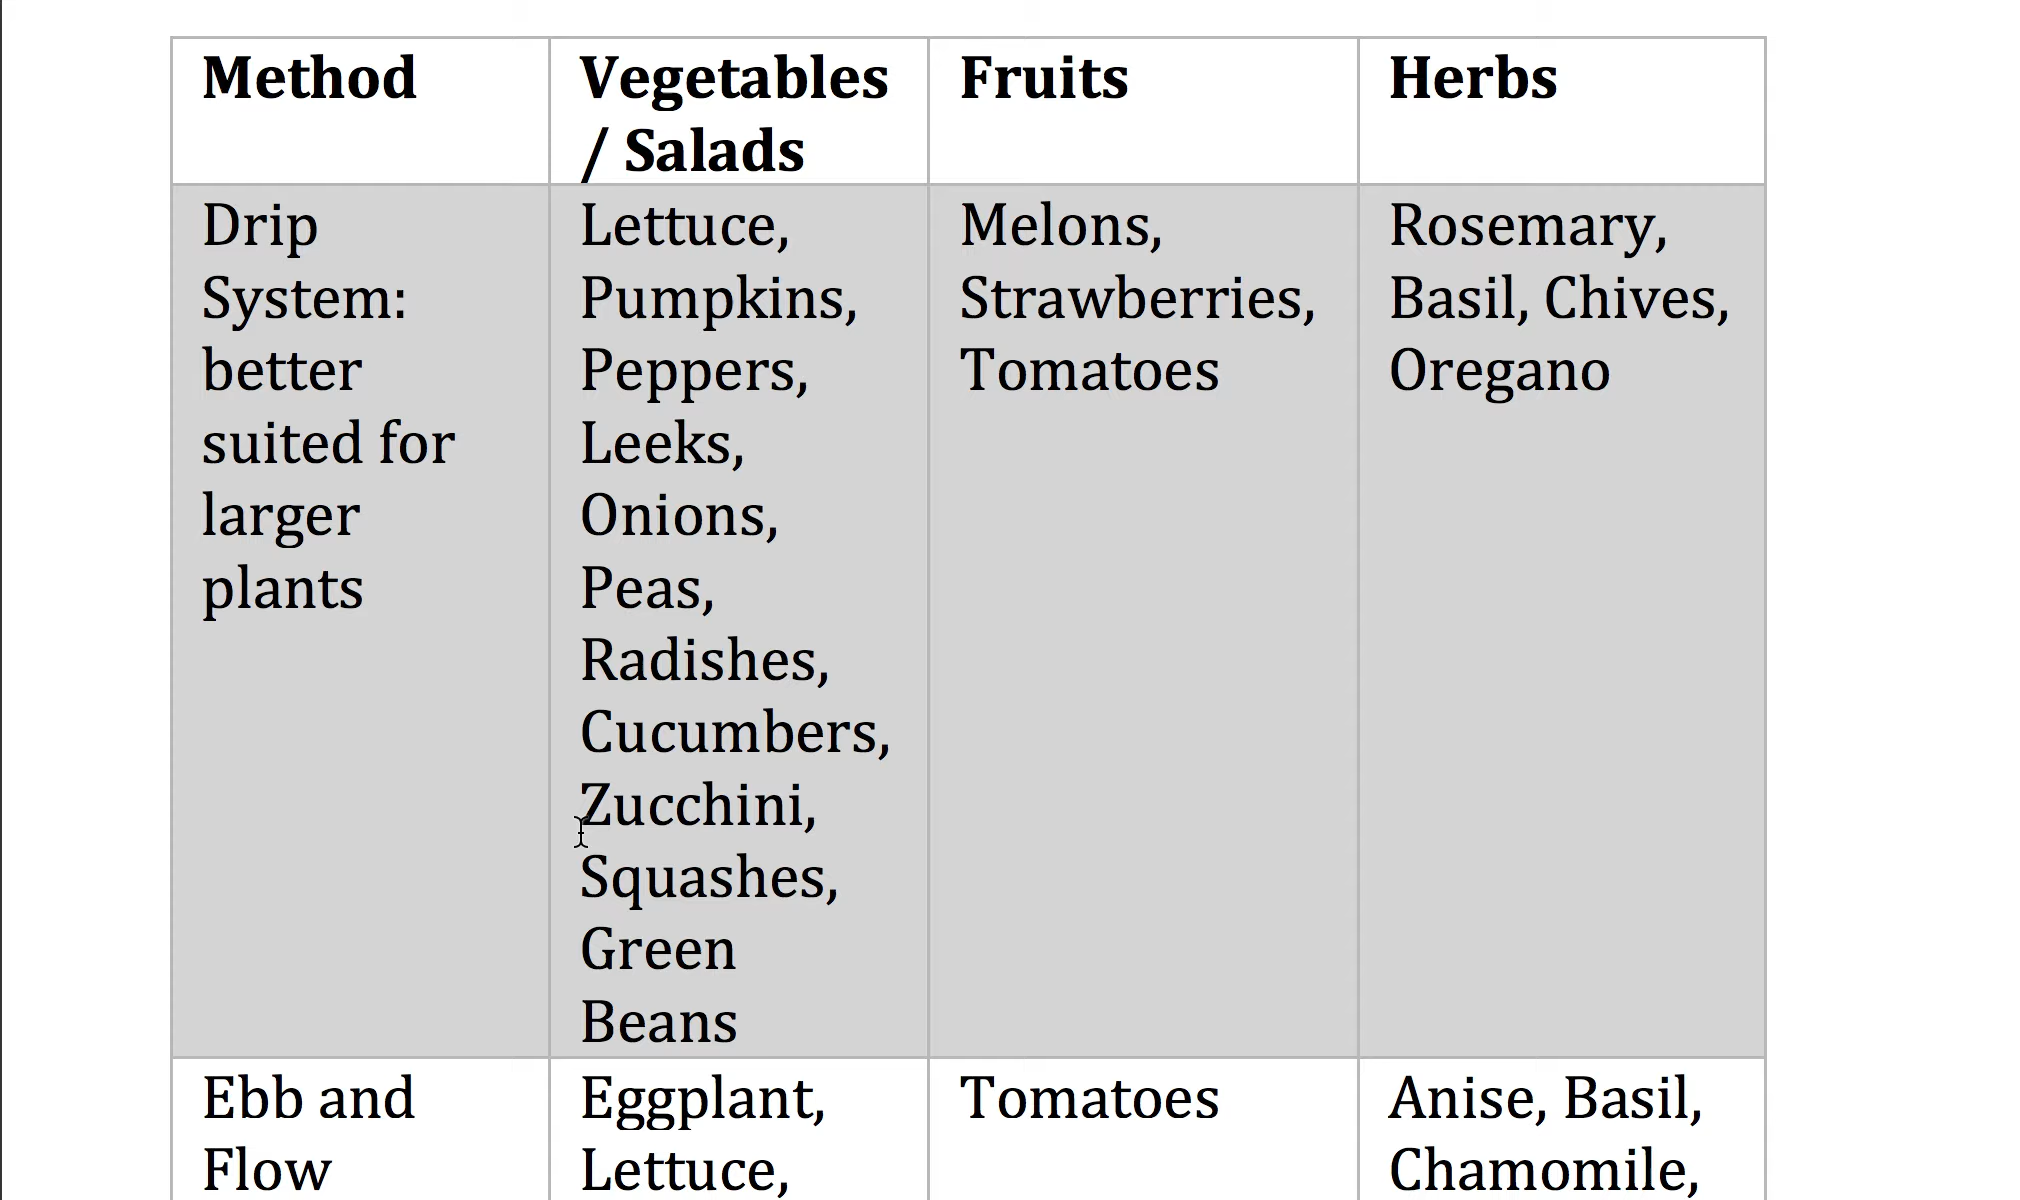 Method
Vegetables
/ Salads
Fruits
Herbs
Drip
System:
better
suited for
larger
plants
Lettuce,
Pumpkins,
Peppers,
Leeks,
Onions,
Peas,
Radishes,
Cucumbers,
Zucchini,
Squashes,
Green
Beans
Melons,
Strawberries,
Tomatoes
Rosemary,
Basil, Chives,
Oregano
Ebb and
Flow
Eggplant,
Lettuce,
Tomatoes
Anise, Basil,
Chamomile,